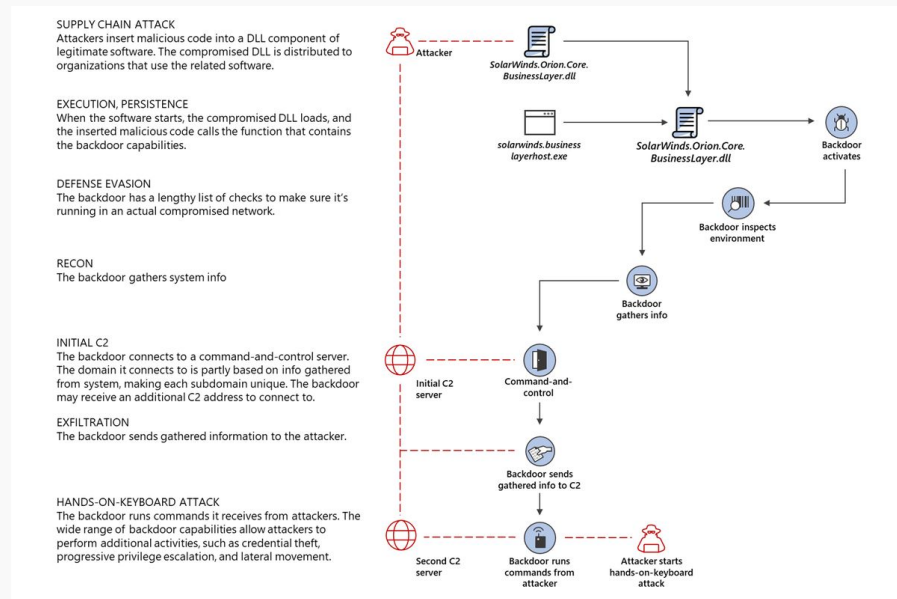 SUPPLY CHAIN ATTACK
Attackers insert malicious code into a DLL component of
legitimate software. The compromised DLL is distributed to
organizations that use the related software.
EXECUTION, PERSISTENCE
When the software starts, the compromised DLL loads, and
the inserted malicious code calls the function that contains
the backdoor capabilities.
DEFENSE EVASION
The backdoor has a lengthy list of checks to make sure it's
running in an actual compromised network.
RECON
The backdoor gathers system info
INITIAL C2
The backdoor connects to a command-and-control server.
The domain it connects to is partly based on info gathered
from system, making each subdomain unique. The backdoor
may receive an additional C2 address to connect to.
EXFILTRATION
The backdoor sends gathered information to the attacker.
HANDS-ON-KEYBOARD ATTACK
The backdoor runs commands it receives from attackers. The
wide range of backdoor capabilities allow attackers to
perform additional activities, such as credential theft,
progressive privilege escalation, and lateral movement.
Attacker
SolarWinds.Orion.Core.
BusinessLayer.dll
solarwinds.business
layerhost.exe
SolarWinds.Orion.Core.
BusinessLayer.dll
Backdoor
activates
Backdoor inspects
environment
Backdoor
gathers info
Initial C2
server
Command-and-
control
Backdoor sends
gathered info to C2
Second C2
server
Backdoor runs
commands from
attacker
Attacker starts
hands-on-keyboard
attack